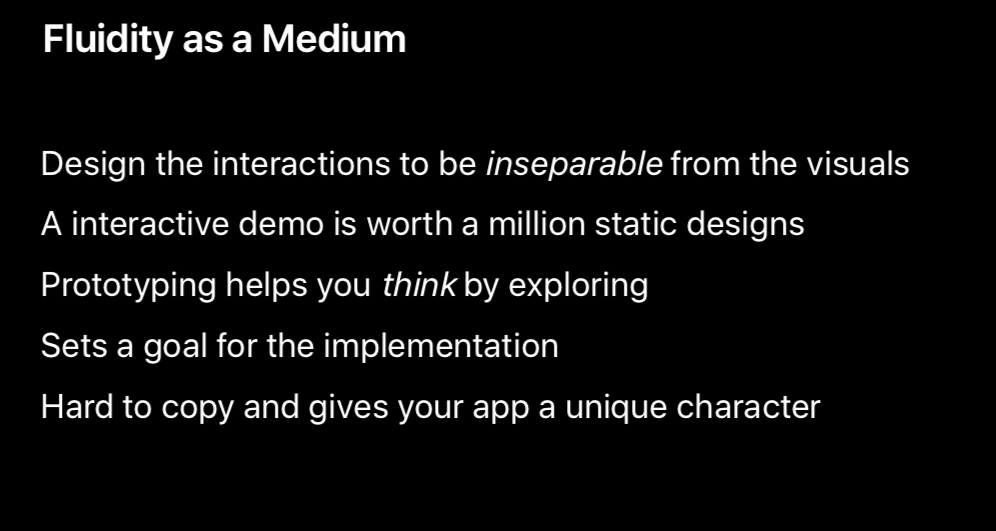 Fluidity as a Medium
Design the interactions to be inseparable from the visuals
A interactive demo is worth a million static designs
Prototyping helps you think by exploring
Sets a goal for the implementation
Hard to copy and gives your app a unique character